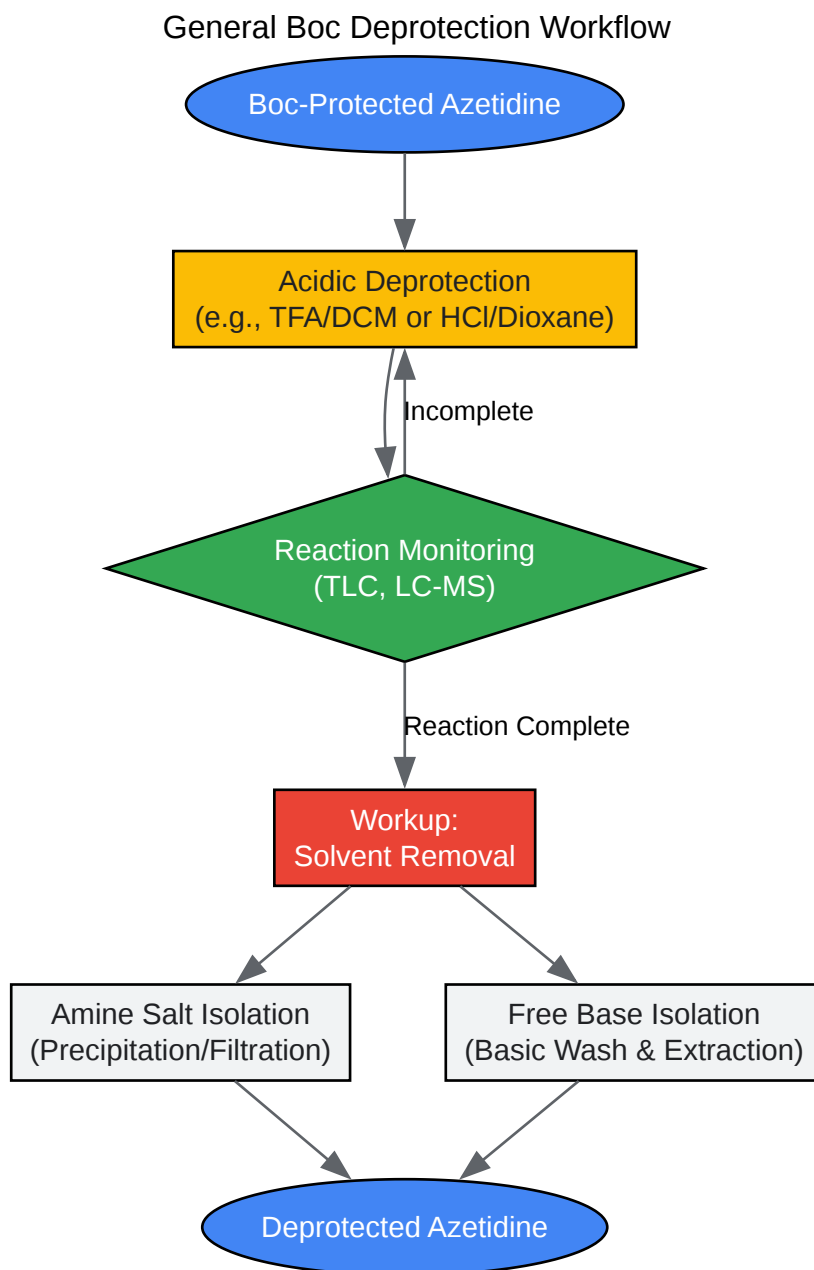 General Boc Deprotection Workflow
Boc-Protected Azetidine
Acidic Deprotection
(e.g., TFA/DCM or HCl/Dioxane)
Incomplete
Reaction Monitoring
(TLC, LC-MS)
Reaction Complete
Workup:
Solvent Removal
Amine Salt Isolation
(Precipitation/Filtration)
Free Base Isolation
(Basic Wash & Extraction)
Deprotected Azetidine